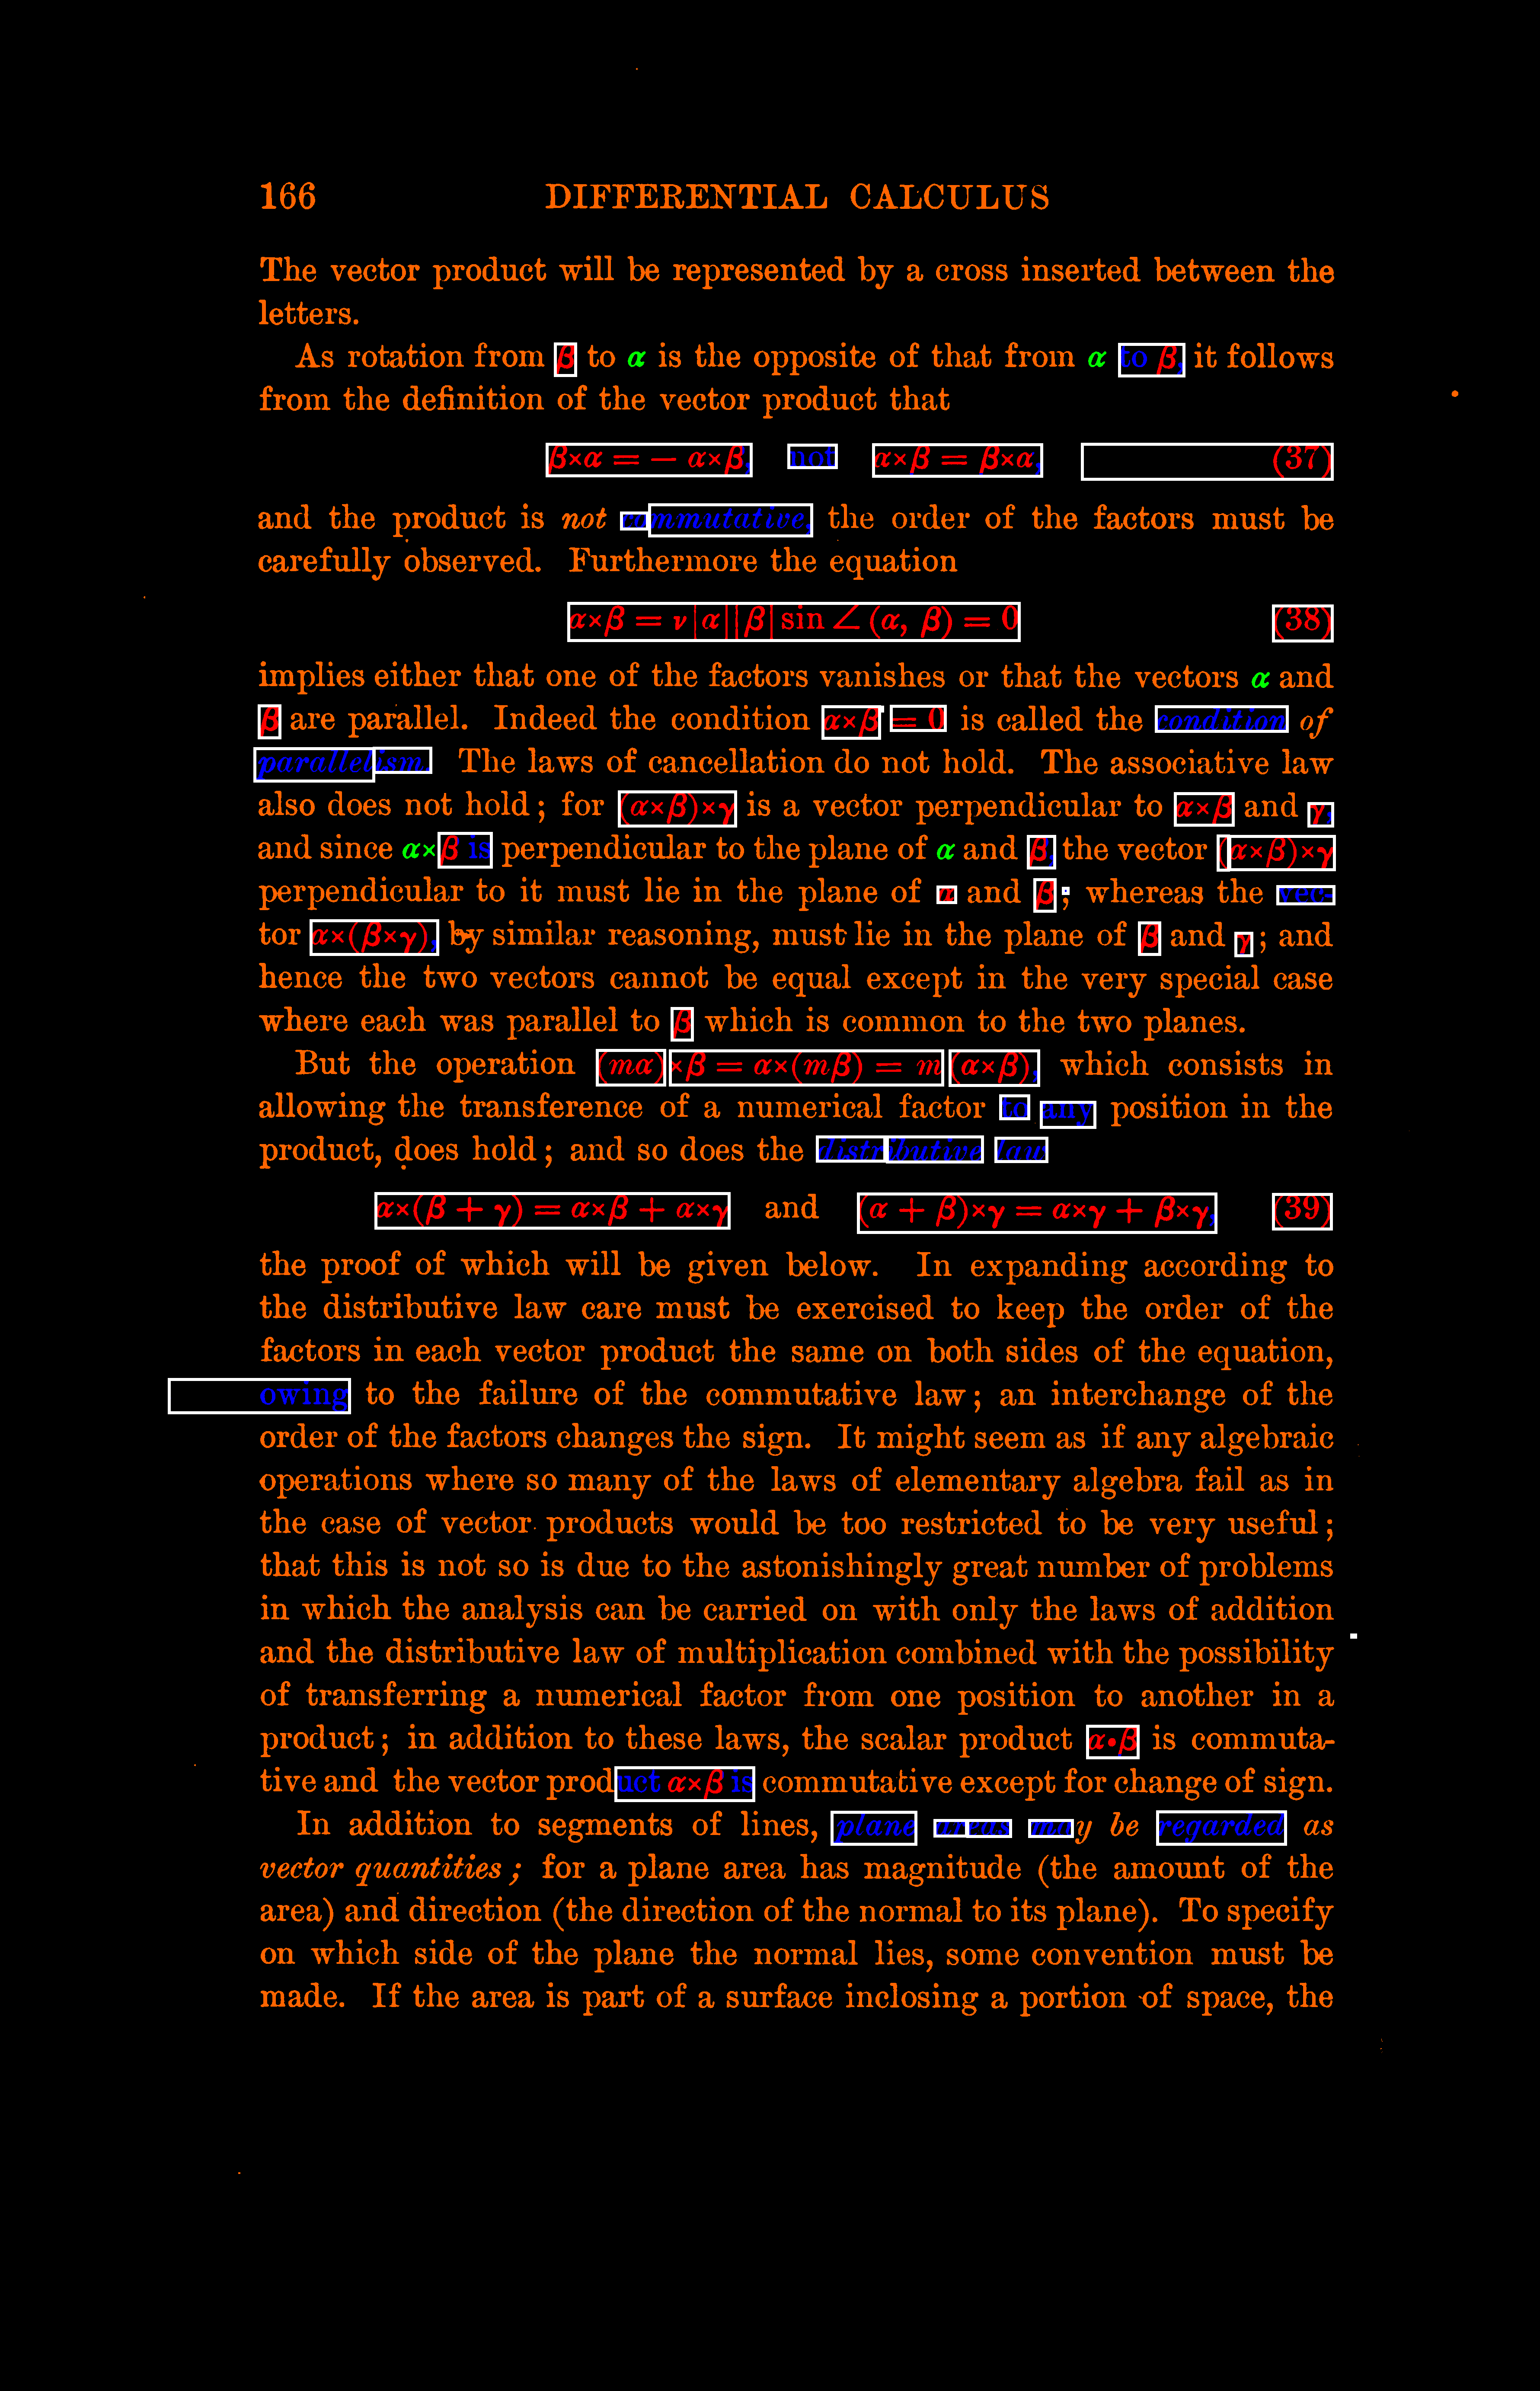 166 DIFFERENTIAL CALCULUS
The vector product will be represented by a cross inserted between the
letters.
As rotation from β to α is the opposite of that from α to β, it follows
from the definition of the vector product that
β×α = − α×β, not α×β = β×α, (37)
and the product is not commutative, the order of the factors must be
carefully observed. Furthermore the equation
α×β = ν|α||β| sin ∠ (α, β) = 0 (38)
implies either that one of the factors vanishes or that the vectors α and
β are parallel. Indeed the condition α×β = 0 is called the condition of
parallelism. The laws of cancellation do not hold. The associative law
also does not hold; for (α×β)×γ is a vector perpendicular to α×β and γ,
and since α×β is perpendicular to the plane of α and β, the vector (α×β)×γ
perpendicular to it must lie in the plane of α and β; whereas the vec-
tor α×(β×γ), by similar reasoning, must lie in the plane of β and γ; and
hence the two vectors cannot be equal except in the very special case
where each was parallel to β which is common to the two planes.
But the operation (mα)×β = α×(mβ) = m(α×β), which consists in
allowing the transference of a numerical factor to any position in the
product, does hold; and so does the distributive law
α×(β + γ) = α×β + α×γ and (α + β)×γ = α×γ + β×γ, (39)
the proof of which will be given below. In expanding according to
the distributive law care must be exercised to keep the order of the
factors in each vector product the same on both sides of the equation,
owing to the failure of the commutative law; an interchange of the
order of the factors changes the sign. It might seem as if any algebraic
operations where so many of the laws of elementary algebra fail as in
the case of vector products would be too restricted to be very useful;
that this is not so is due to the astonishingly great number of problems
in which the analysis can be carried on with only the laws of addition
and the distributive law of multiplication combined with the possibility
of transferring a numerical factor from one position to another in a
product; in addition to these laws, the scalar product α•β is commuta-
tive and the vector product α×β is commutative except for change of sign.
In addition to segments of lines, plane areas may be regarded as
vector quantities; for a plane area has magnitude (the amount of the
area) and direction (the direction of the normal to its plane). To specify
on which side of the plane the normal lies, some convention must be
made. If the area is part of a surface inclosing a portion of space, the